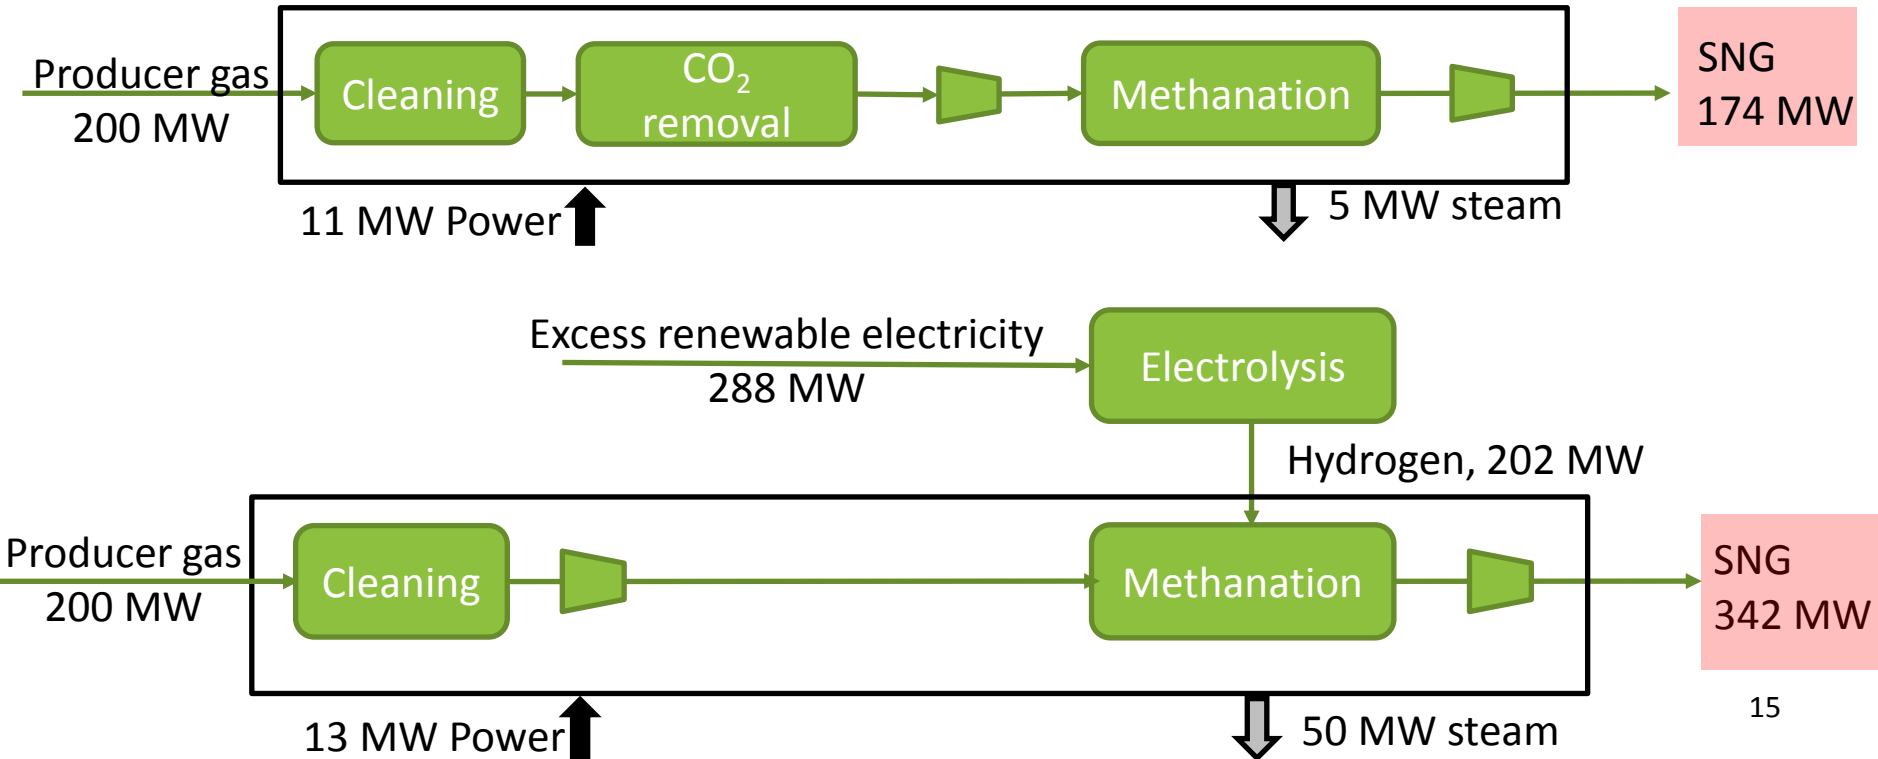 Producer gas
200 MW
Cleaning
CO₂
removal
Methanation
SNG
174 MW
11 MW Power
5 MW steam
Excess renewable electricity
288 MW
Electrolysis
Hydrogen, 202 MW
Producer gas
200 MW
Cleaning
Methanation
SNG
342 MW
13 MW Power
50 MW steam
15